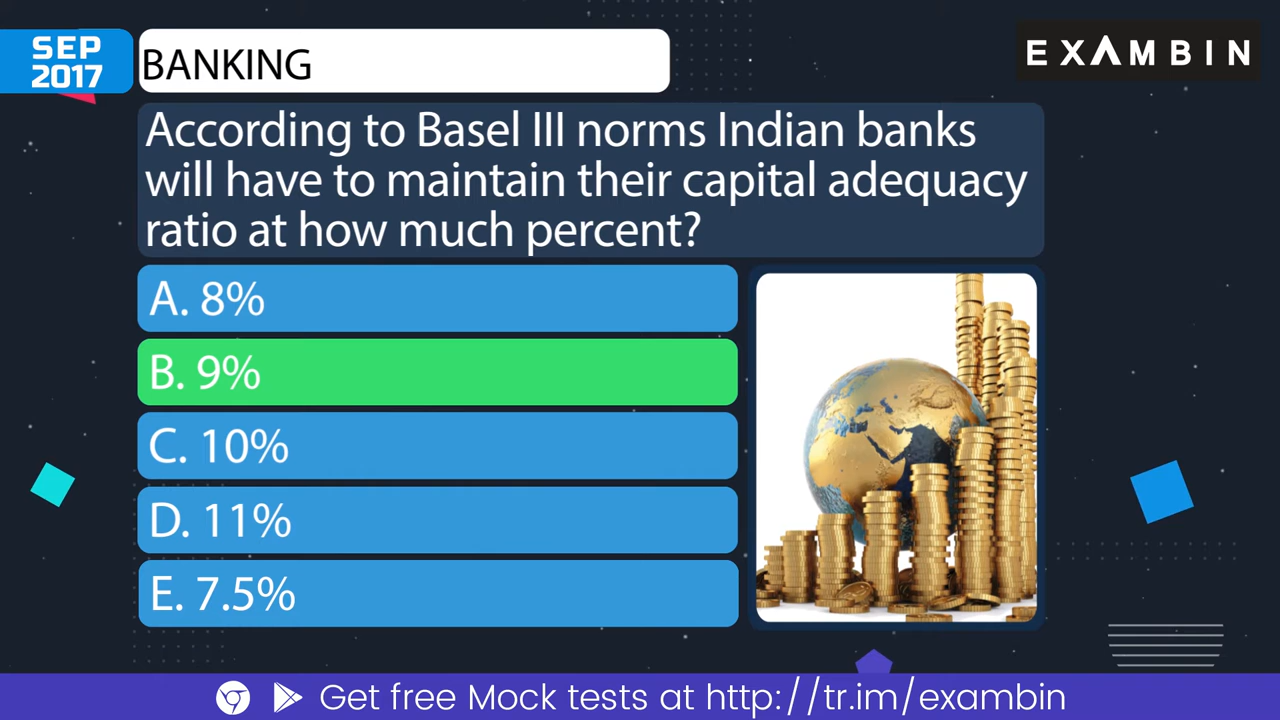 SEP
2017
BANKING
EXAMBIN
According to Basel III norms Indian banks
will have to maintain their capital adequacy
ratio at how much percent?
A. 8%
B. 9%
C. 10%
D. 11%
E. 7.5%
Get free Mock tests at http://tr.im/exambin